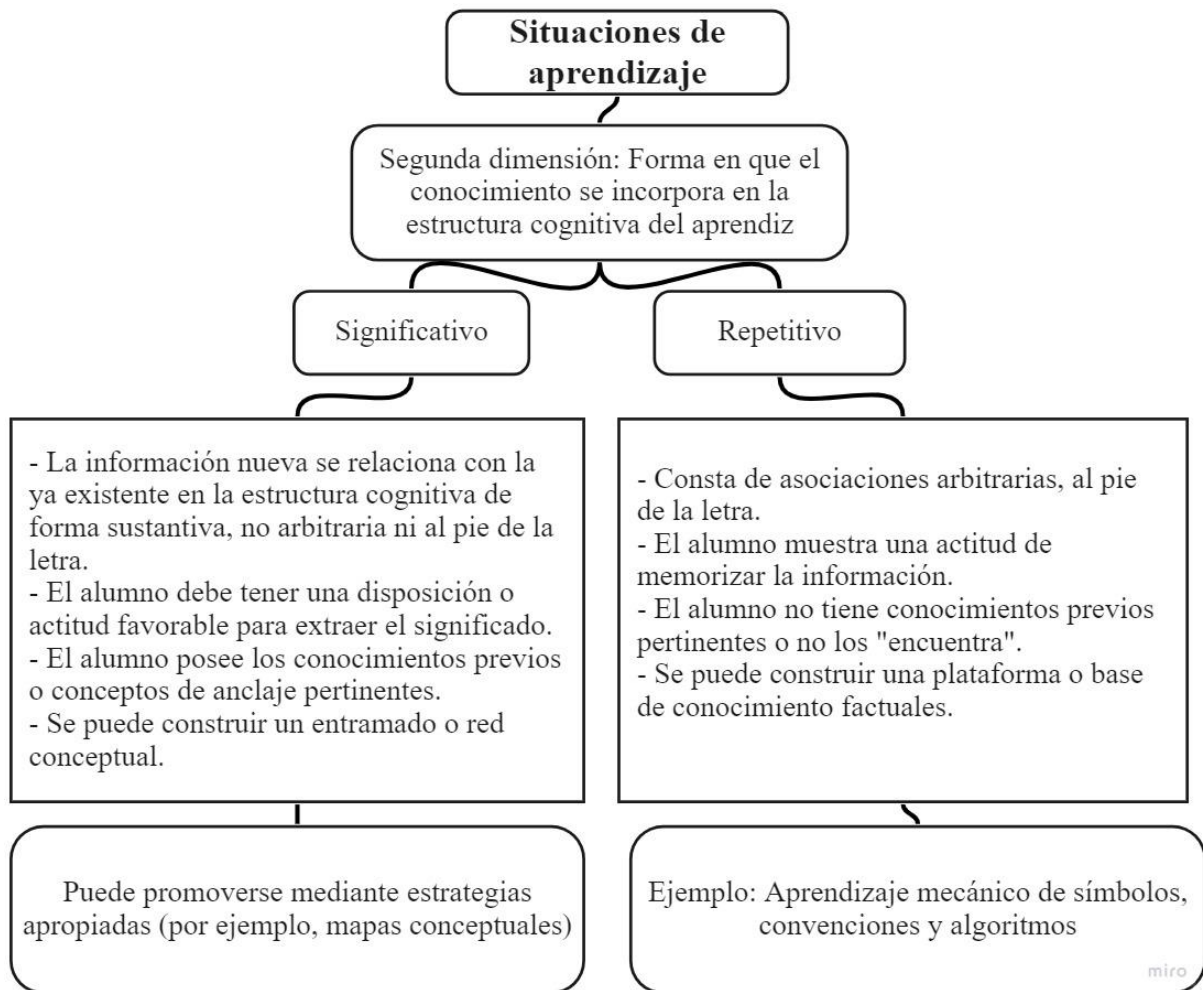 Situaciones de
aprendizaje
Segunda dimensión: Forma en que el
conocimiento se incorpora en la
estructura cognitiva del aprendiz
Significativo
Repetitivo
- La información nueva se relaciona con la
ya existente en la estructura cognitiva de
forma sustantiva, no arbitraria ni al pie de la
letra.
- El alumno debe tener una disposición o
actitud favorable para extraer el significado.
- El alumno posee los conocimientos previos
o conceptos de anclaje pertinentes.
- Se puede construir un entramado o red
conceptual.
- Consta de asociaciones arbitrarias, al pie
de la letra.
- El alumno muestra una actitud de
memorizar la información.
- El alumno no tiene conocimientos previos
pertinentes o no los "encuentra".
- Se puede construir una plataforma o base
de conocimiento factuales.
Puede promoverse mediante estrategias
apropiadas (por ejemplo, mapas conceptuales)
Ejemplo: Aprendizaje mecánico de símbolos,
convenciones y algoritmos
miro